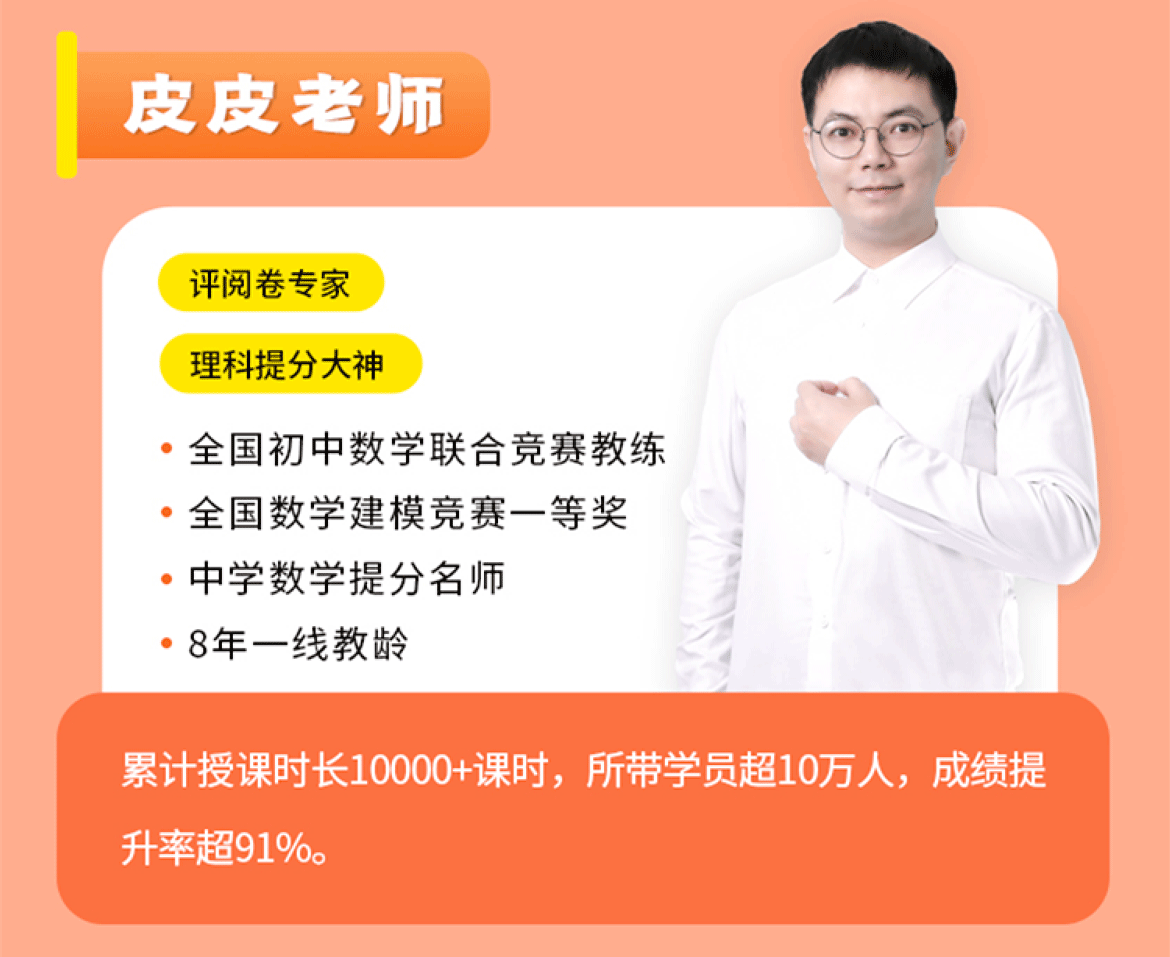 皮皮老师
评阅卷专家
理科提分大神
• 全国初中数学联合竞赛教练
• 全国数学建模竞赛一等奖
• 中学数学提分名师
• 8年一线教龄
累计授课时长10000+课时，所带学员超10万人，成绩提
升率超91%。